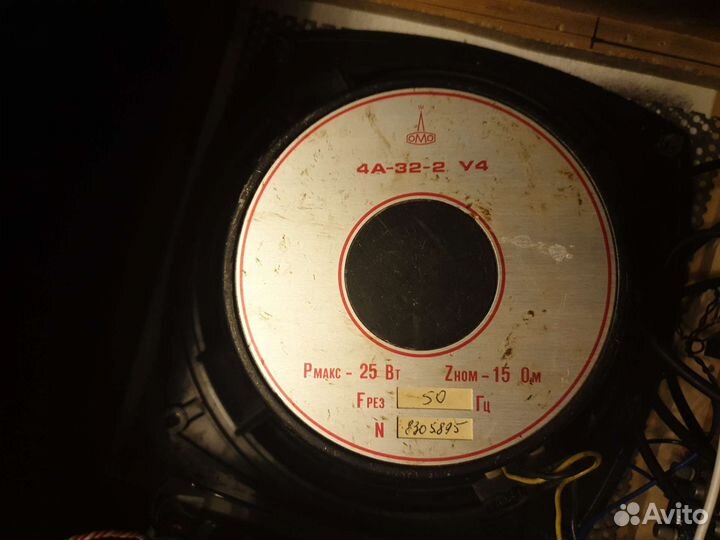 ОМО
4А-32-2 У4
Рмакс - 25 Вт Zном - 15 Ом
Fрез 50 Гц
N 8305895
Avito